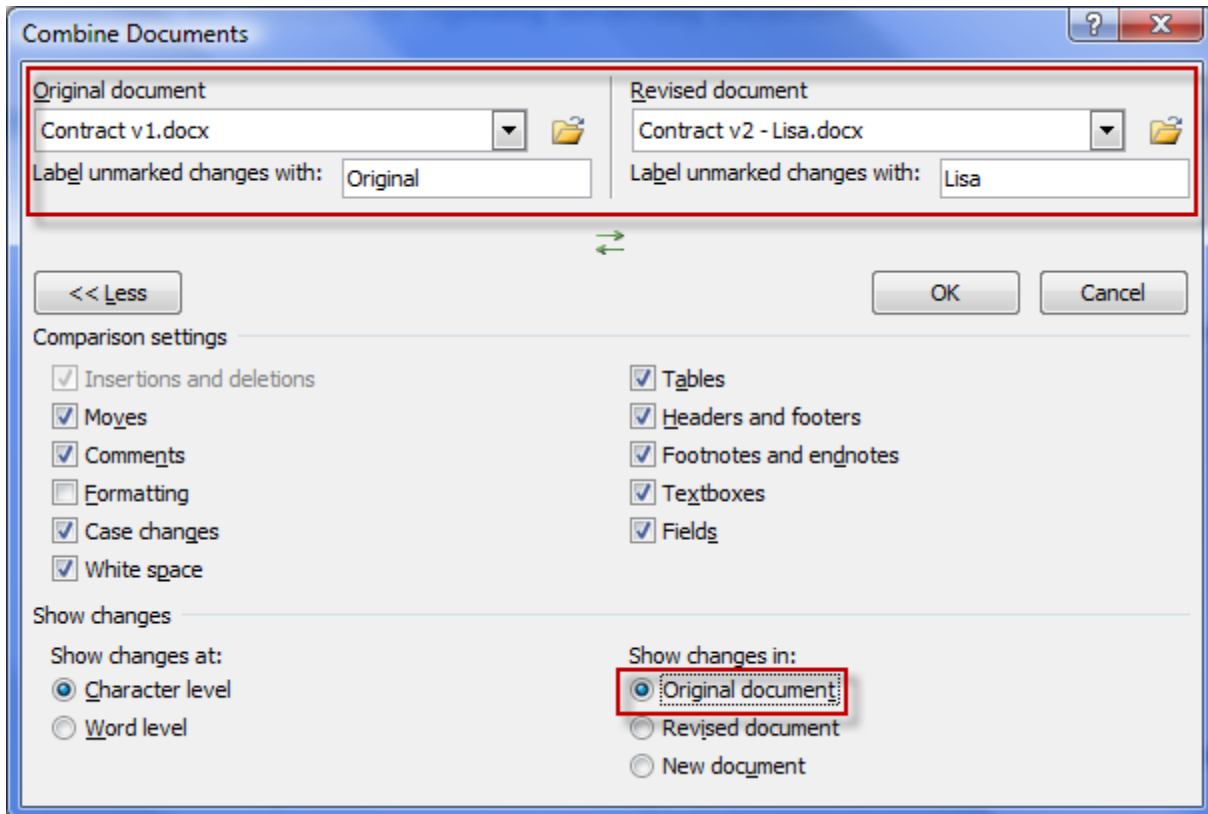 Combine Documents
?
X
Original document
Contract v1.docx
Label unmarked changes with: Original
Revised document
Contract v2 - Lisa.docx
Label unmarked changes with: Lisa
<< Less
OK
Cancel
Comparison settings
Insertions and deletions
Moves
Comments
Formatting
Case changes
White space
Tables
Headers and footers
Footnotes and endnotes
Textboxes
Fields
Show changes
Show changes at:
Character level
Word level
Show changes in:
Original document
Revised document
New document